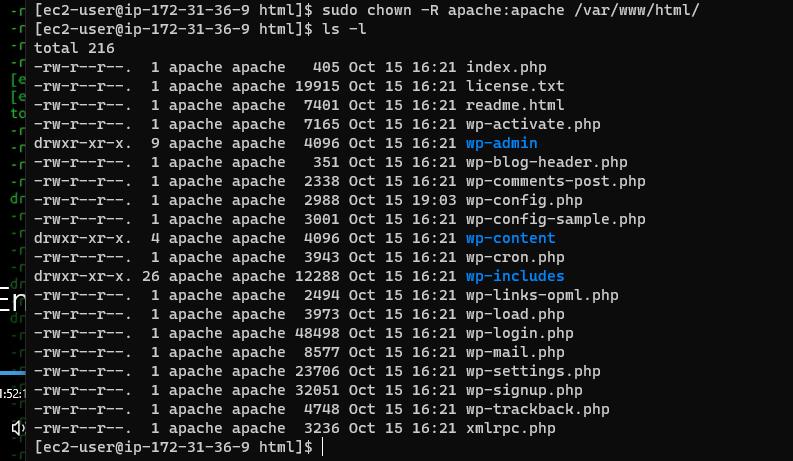 [ec2-user@ip-172-31-36-9 html]$ sudo chown -R apache:apache /var/www/html/
[ec2-user@ip-172-31-36-9 html]$ ls -l
total 216
-rw-r--r--.  1 apache apache   405 Oct 15 16:21 index.php
-rw-r--r--.  1 apache apache 19915 Oct 15 16:21 license.txt
-rw-r--r--.  1 apache apache  7401 Oct 15 16:21 readme.html
-rw-r--r--.  1 apache apache  7165 Oct 15 16:21 wp-activate.php
drwxr-xr-x.  9 apache apache  4096 Oct 15 16:21 wp-admin
-rw-r--r--.  1 apache apache   351 Oct 15 16:21 wp-blog-header.php
-rw-r--r--.  1 apache apache  2338 Oct 15 16:21 wp-comments-post.php
-rw-r--r--.  1 apache apache  2988 Oct 15 19:03 wp-config.php
-rw-r--r--.  1 apache apache  3001 Oct 15 16:21 wp-config-sample.php
drwxr-xr-x.  4 apache apache  4096 Oct 15 16:21 wp-content
-rw-r--r--.  1 apache apache  3943 Oct 15 16:21 wp-cron.php
drwxr-xr-x. 26 apache apache 12288 Oct 15 16:21 wp-includes
-rw-r--r--.  1 apache apache  2494 Oct 15 16:21 wp-links-opml.php
-rw-r--r--.  1 apache apache  3973 Oct 15 16:21 wp-load.php
-rw-r--r--.  1 apache apache 48498 Oct 15 16:21 wp-login.php
-rw-r--r--.  1 apache apache  8577 Oct 15 16:21 wp-mail.php
-rw-r--r--.  1 apache apache 23706 Oct 15 16:21 wp-settings.php
-rw-r--r--.  1 apache apache 32051 Oct 15 16:21 wp-signup.php
-rw-r--r--.  1 apache apache  4748 Oct 15 16:21 wp-trackback.php
-rw-r--r--.  1 apache apache  3236 Oct 15 16:21 xmlrpc.php
[ec2-user@ip-172-31-36-9 html]$